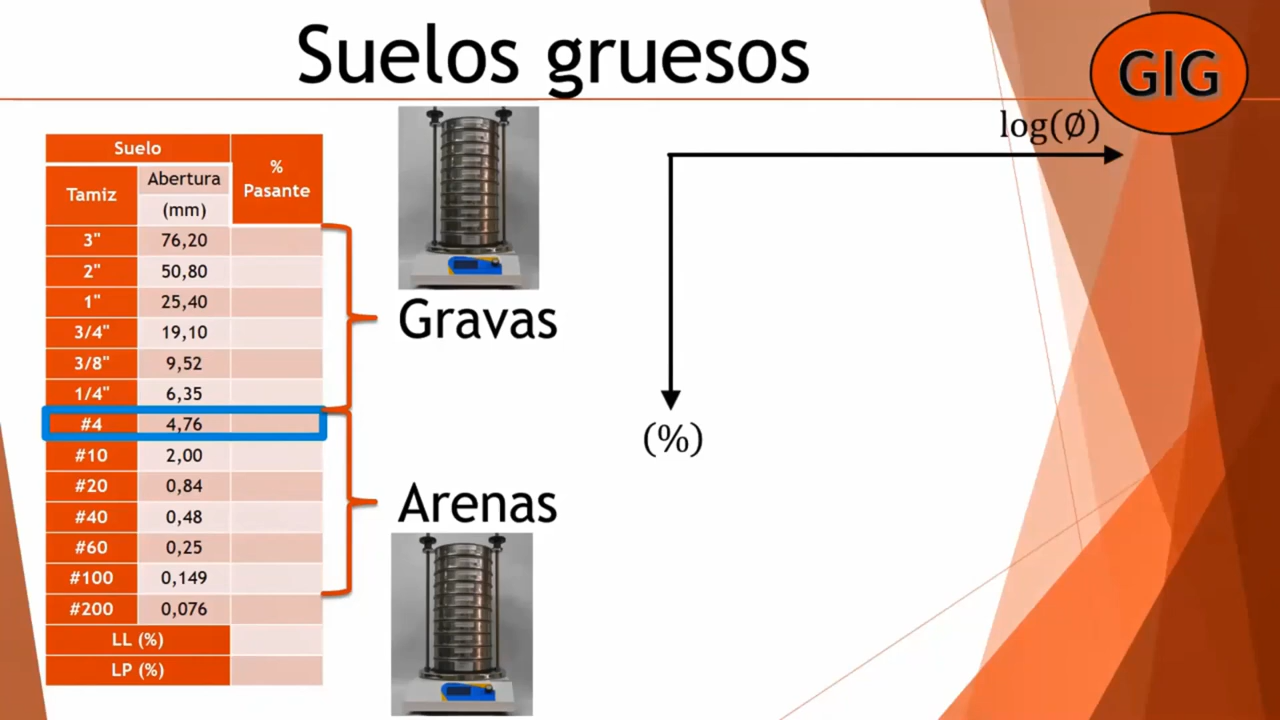 Suelos gruesos
GIG
log(Ø)
Suelo
% Pasante
Tamiz
Abertura
(mm)
3" 76,20
2" 50,80
1" 25,40
3/4" 19,10
3/8" 9,52
1/4" 6,35
#4 4,76
#10 2,00
#20 0,84
#40 0,48
#60 0,25
#100 0,149
#200 0,076
LL (%)
LP (%)
Gravas
Arenas
(%)